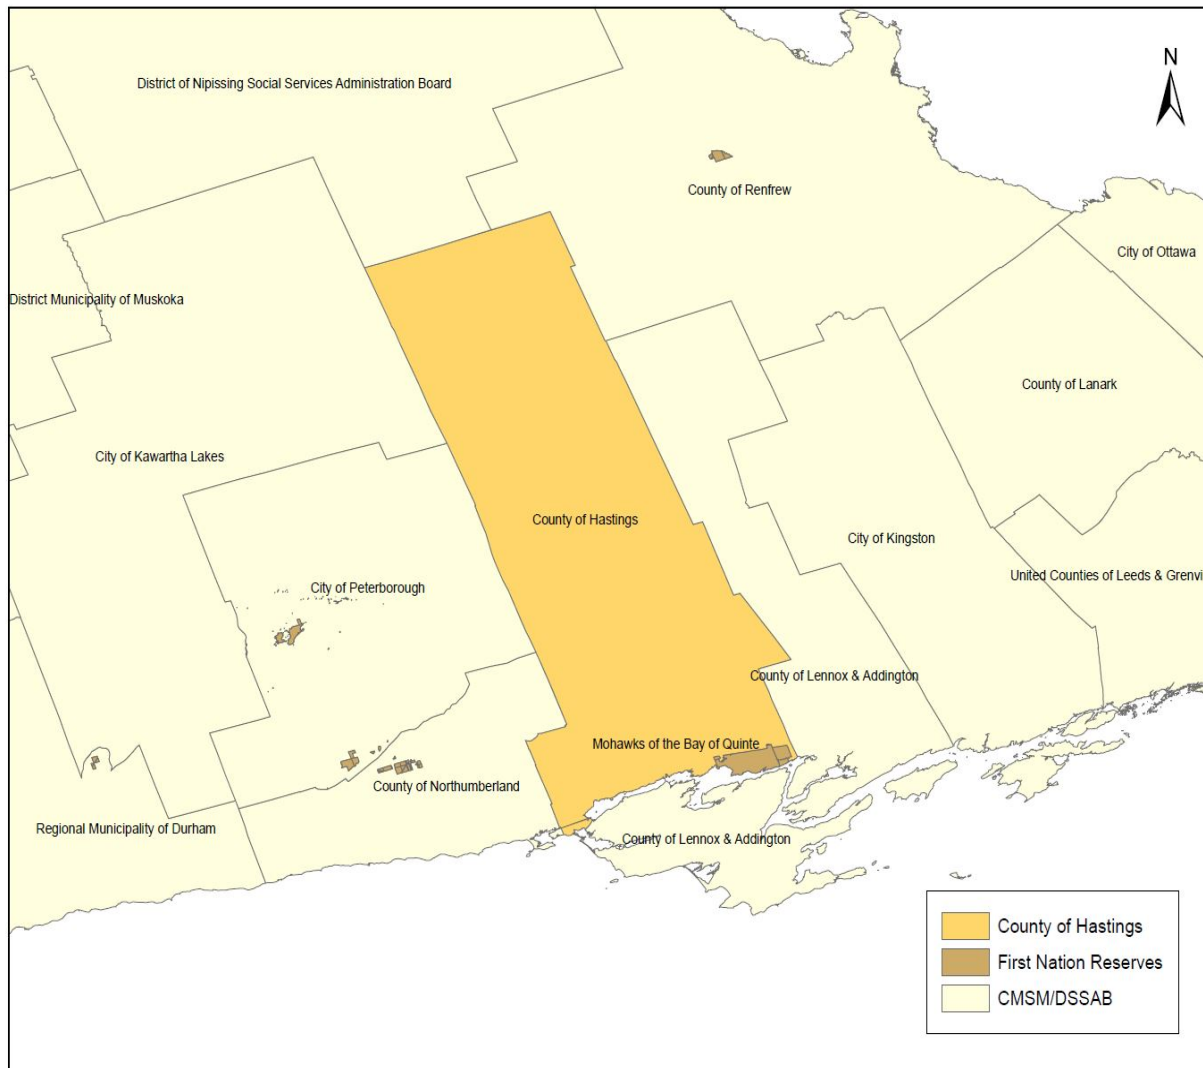 District of Nipissing Social Services Administration Board
N
County of Renfrew
City of Ottawa
District Municipality of Muskoka
County of Lanark
City of Kawartha Lakes
County of Hastings
City of Kingston
United Counties of Leeds & Grenvi
City of Peterborough
County of Lennox & Addington
Mohawks of the Bay of Quinte
County of Northumberland
Regional Municipality of Durham
County of Lennox & Addington
County of Hastings
First Nation Reserves
CMSM/DSSAB